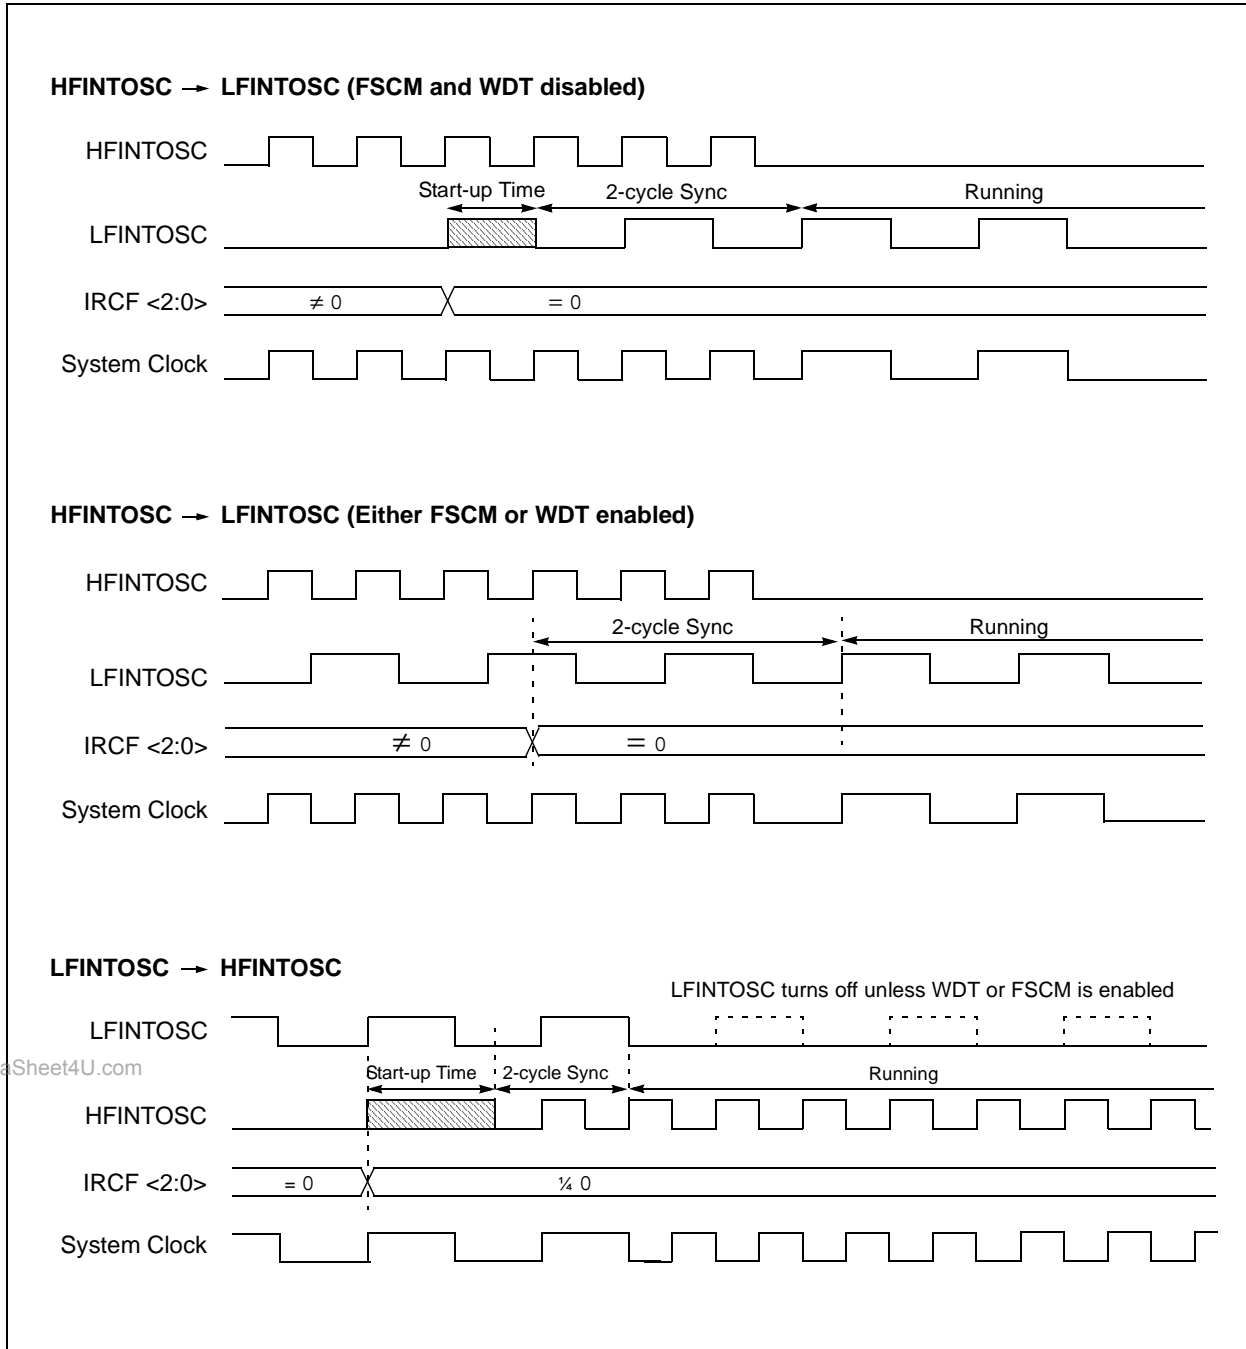 HFINTOSC → LFINTOSC (FSCM and WDT disabled)
HFINTOSC
Start-up Time 2-cycle Sync Running
LFINTOSC
IRCF <2:0> ≠ 0 = 0
System Clock
HFINTOSC → LFINTOSC (Either FSCM or WDT enabled)
HFINTOSC
2-cycle Sync Running
LFINTOSC
IRCF <2:0> ≠ 0 = 0
System Clock
LFINTOSC → HFINTOSC
LFINTOSC turns off unless WDT or FSCM is enabled
LFINTOSC
aSheet4U.com
Start-up Time 2-cycle Sync Running
HFINTOSC
IRCF <2:0> = 0 ¼ 0
System Clock